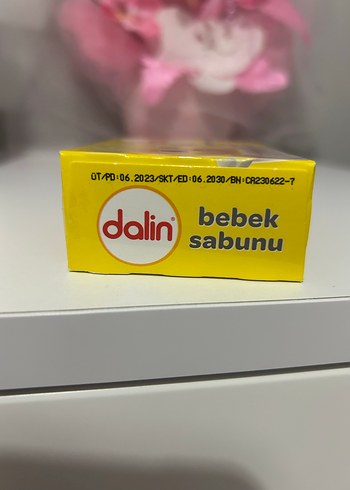 ÜT/PD:06.2023/SKT/ED:06.2030/BN:CR230622-7
dalin®
bebek
sabunu